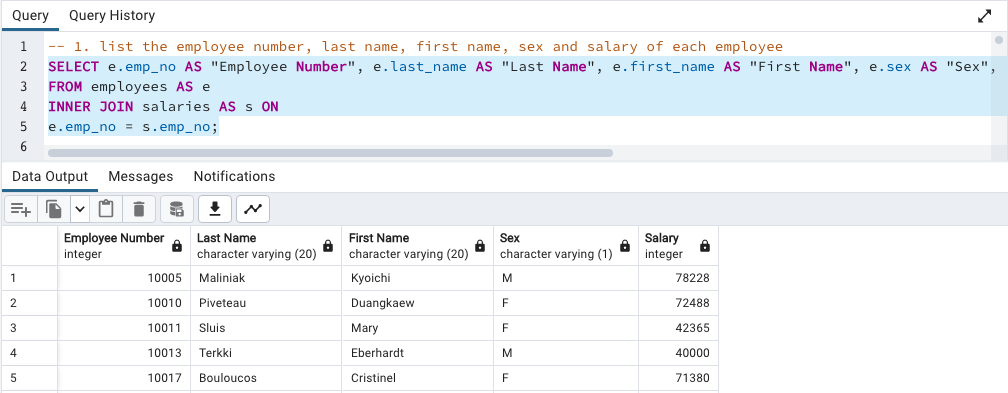 Query Query History
1 -- 1. list the employee number, last name, first name, sex and salary of each employee
2 SELECT e.emp_no AS "Employee Number", e.last_name AS "Last Name", e.first_name AS "First Name", e.sex AS "Sex",
3 FROM employees AS e
4 INNER JOIN salaries AS s ON
5 e.emp_no = s.emp_no;
6
Data Output Messages Notifications
Employee Number Last Name First Name Sex Salary
integer character varying (20) character varying (20) character varying (1) integer
1 10005 Maliniak Kyoichi M 78228
2 10010 Piveteau Duangkaew F 72488
3 10011 Sluis Mary F 42365
4 10013 Terkki Eberhardt M 40000
5 10017 Bouloucos Cristinel F 71380